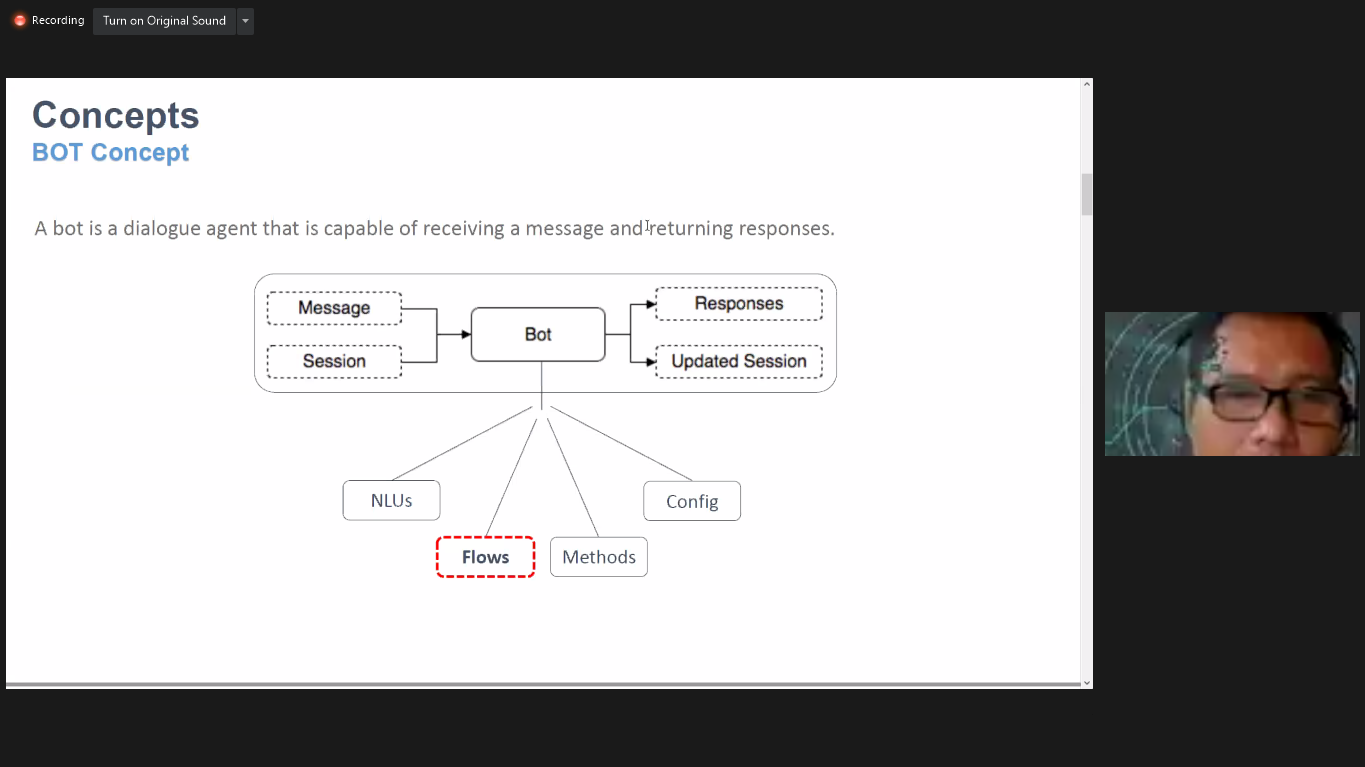 Recording
Turn on Original Sound
Concepts
BOT Concept
A bot is a dialogue agent that is capable of receiving a message and returning responses.
Message
Session
Bot
Responses
Updated Session
NLUs
Flows
Methods
Config